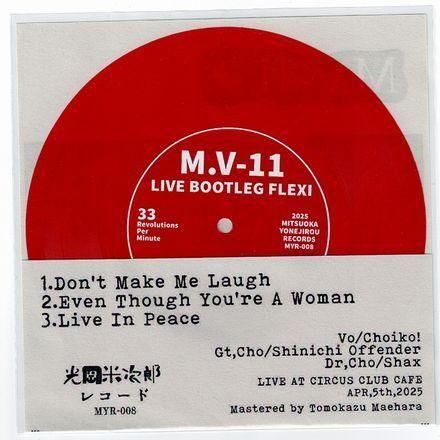 M.V-11
LIVE BOOTLEG FLEXI
33
Revolutions
Per
Minute
2025
MITSUOKA
YONEJIROU
RECORDS
MYR-008
1.Don't Make Me Laugh
2.Even Though You're A Woman
3.Live In Peace
Vo/Choiko!
Gt,Cho/Shinichi Offender
Dr,Cho/Shax
LIVE AT CIRCUS CLUB CAFE
APR,5th,2025
Mastered by Tomokazu Maehara
光岡米次郎
レコード
MYR-008